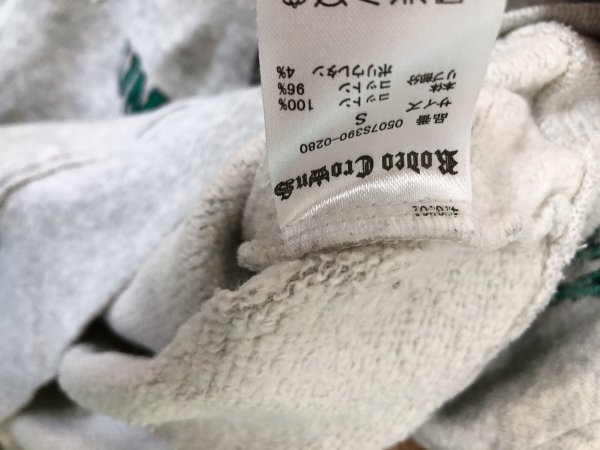 Rodeo Crowns
品番 0507S390-0280
サイズ S
本体 コットン 100%
リブ部分 コットン 96%
ポリウレタン 4%